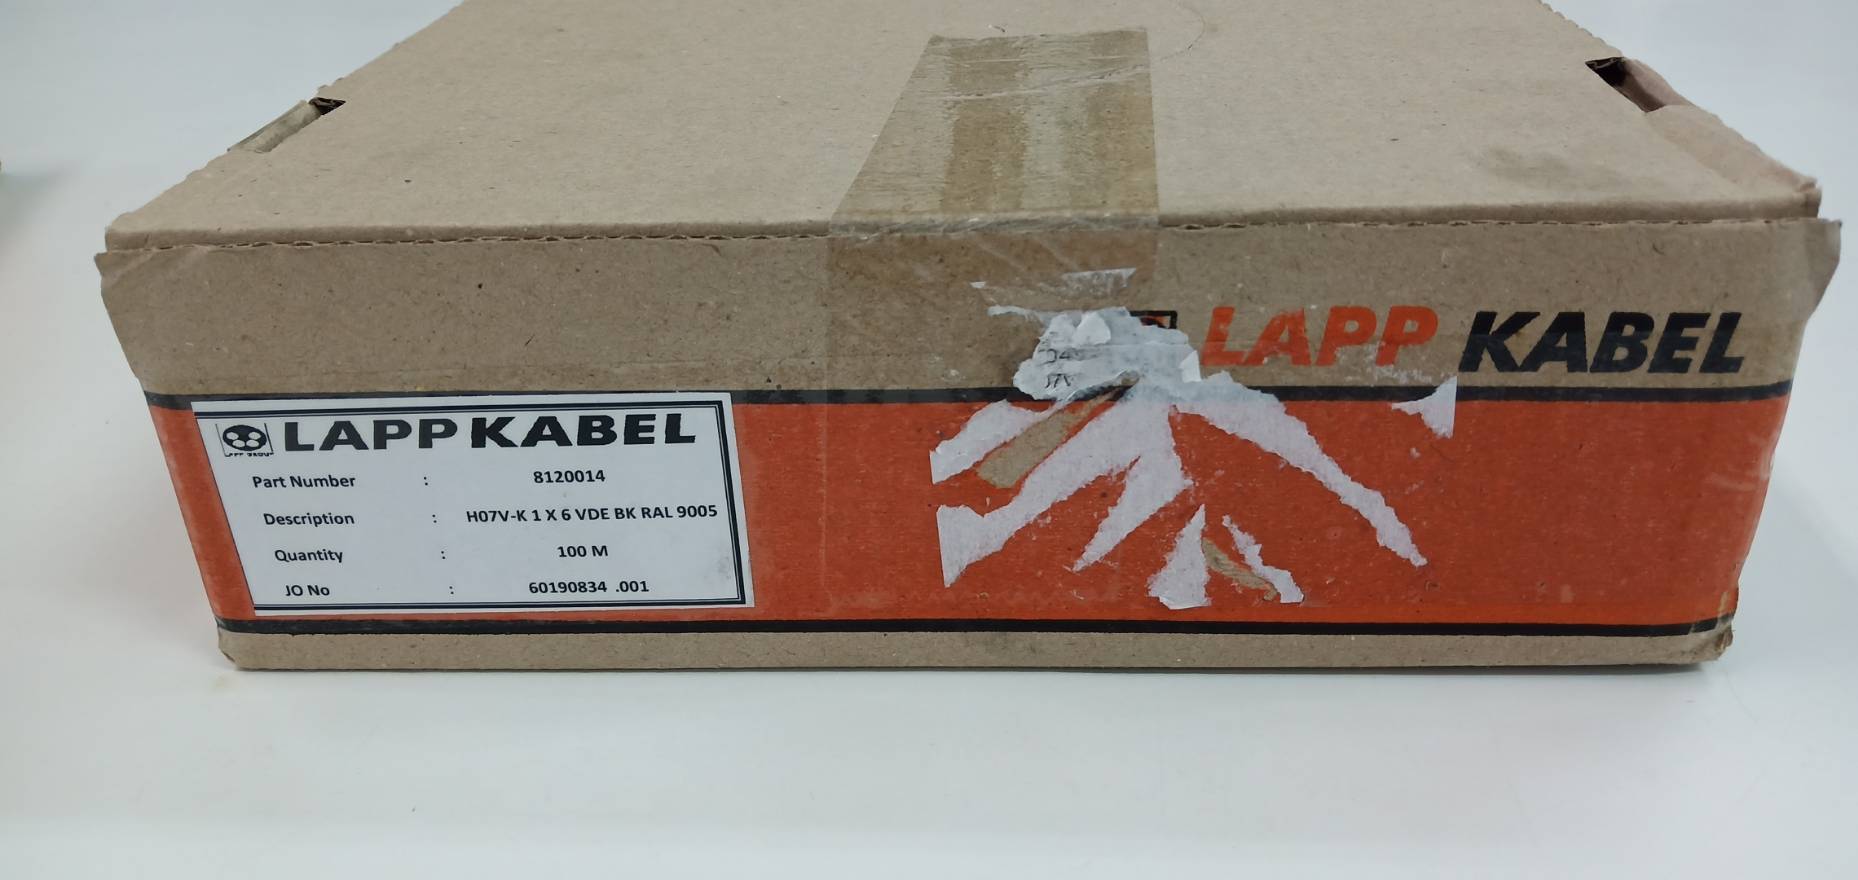 LAPP KABEL
LAPP KABEL
Part Number : 8120014
Description : H07V-K 1 X 6 VDE BK RAL 9005
Quantity : 100 M
JO No : 60190834 .001